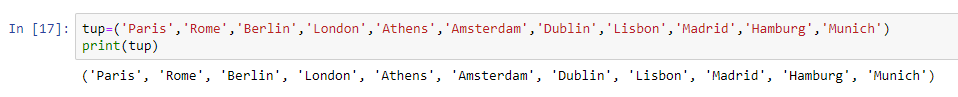 In [17]: tup=('Paris','Rome','Berlin','London','Athens','Amsterdam','Dublin','Lisbon','Madrid','Hamburg','Munich')
print(tup)
('Paris', 'Rome', 'Berlin', 'London', 'Athens', 'Amsterdam', 'Dublin', 'Lisbon', 'Madrid', 'Hamburg', 'Munich')